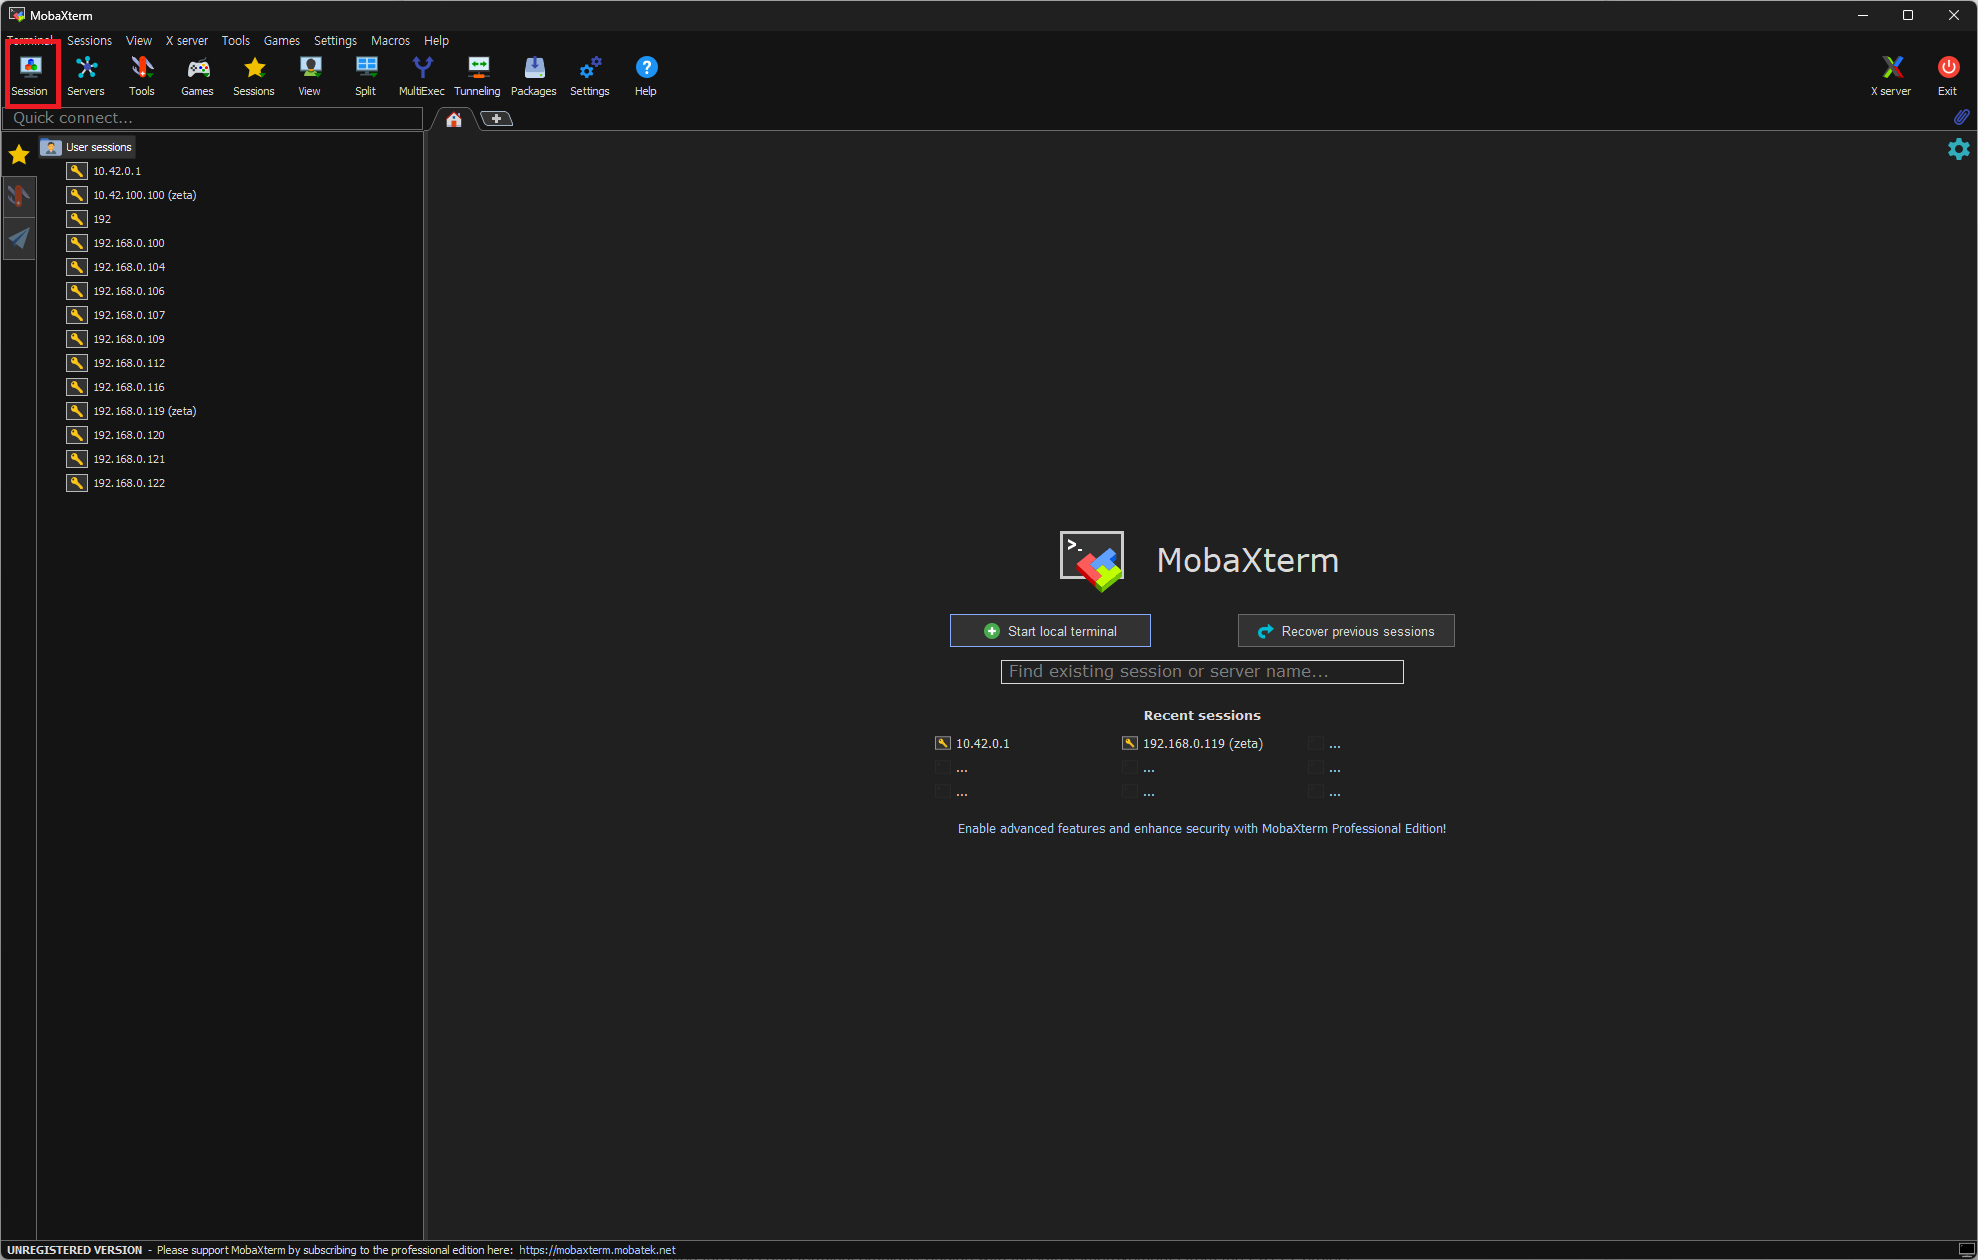 MobaXterm
Terminal Sessions View X server Tools Games Settings Macros Help
Session Servers Tools Games Sessions View Split MultiExec Tunneling Packages Settings Help X server Exit
Quick connect...
User sessions
10.42.0.1
10.42.100.100 (zeta)
192
192.168.0.100
192.168.0.104
192.168.0.106
192.168.0.107
192.168.0.109
192.168.0.112
192.168.0.116
192.168.0.119 (zeta)
192.168.0.120
192.168.0.121
192.168.0.122
MobaXterm
Start local terminal Recover previous sessions
Find existing session or server name...
Recent sessions
10.42.0.1 192.168.0.119 (zeta) ...
... ... ...
... ... ...
Enable advanced features and enhance security with MobaXterm Professional Edition!
UNREGISTERED VERSION - Please support MobaXterm by subscribing to the professional edition here: https://mobaxterm.mobatek.net